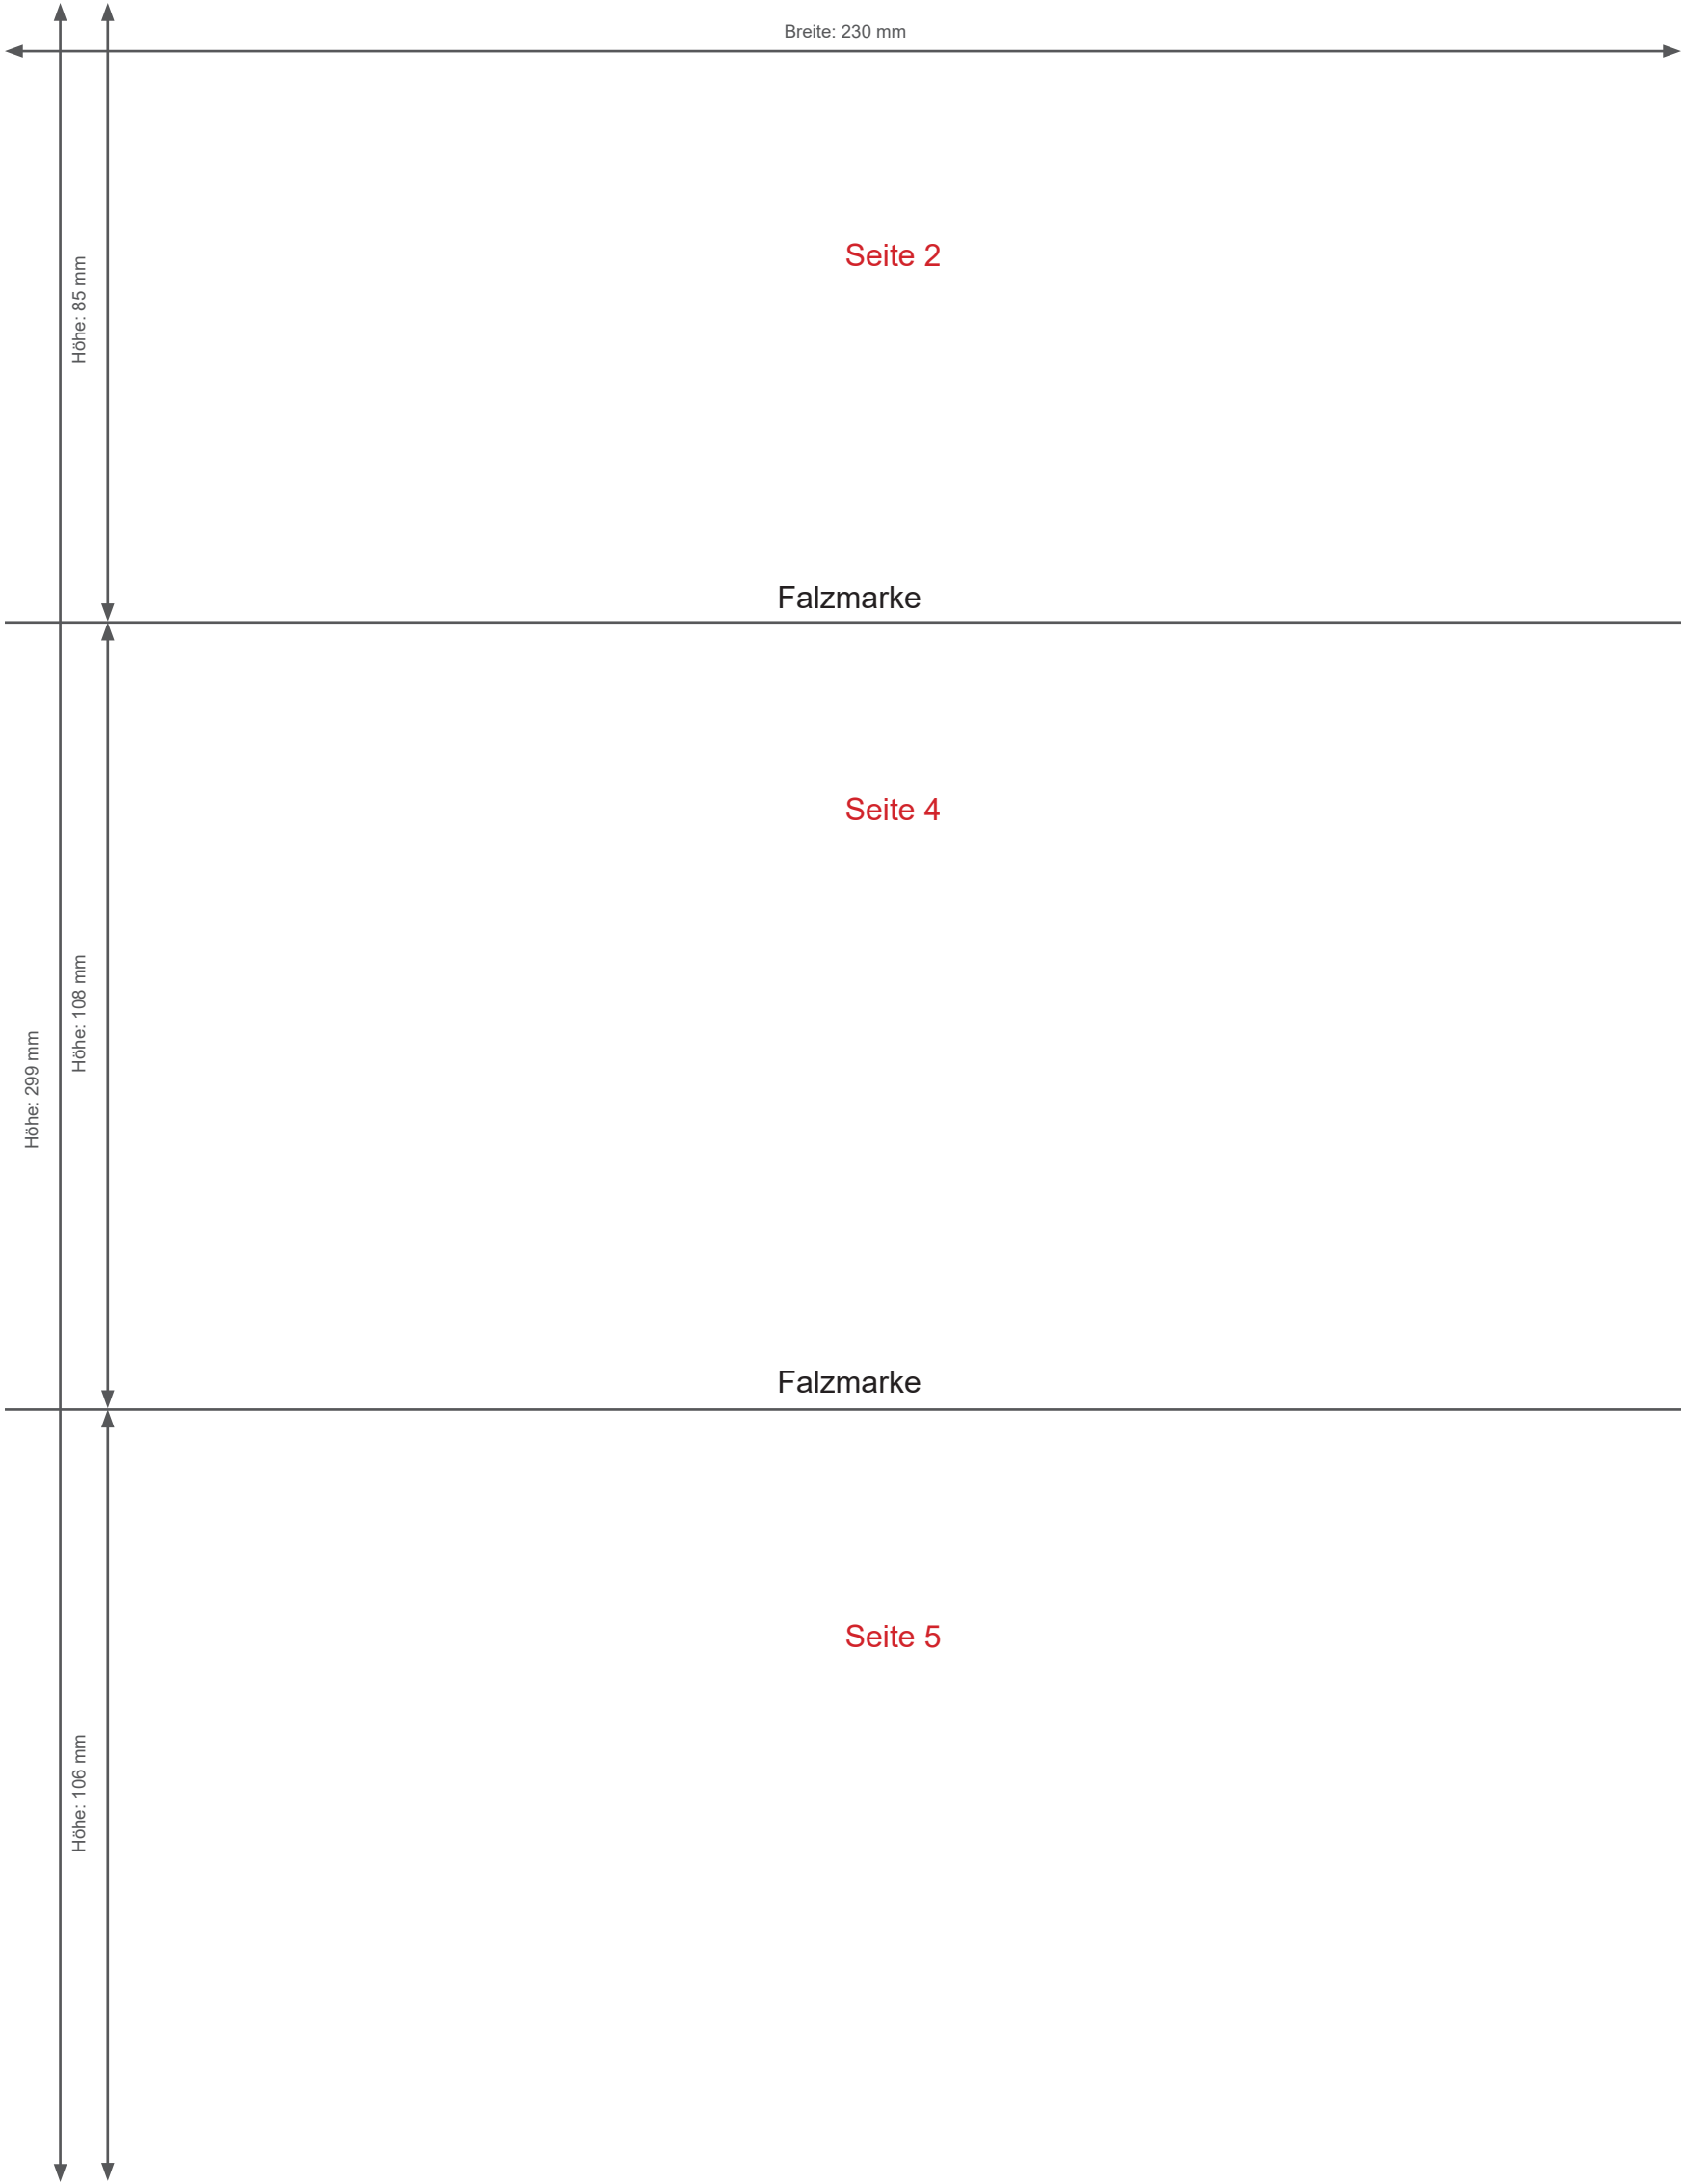 Breite: 230 mm
Seite 2
Höhe: 85 mm
Falzmarke
Seite 4
Höhe: 108 mm
Höhe: 299 mm
Falzmarke
Seite 5
Höhe: 106 mm